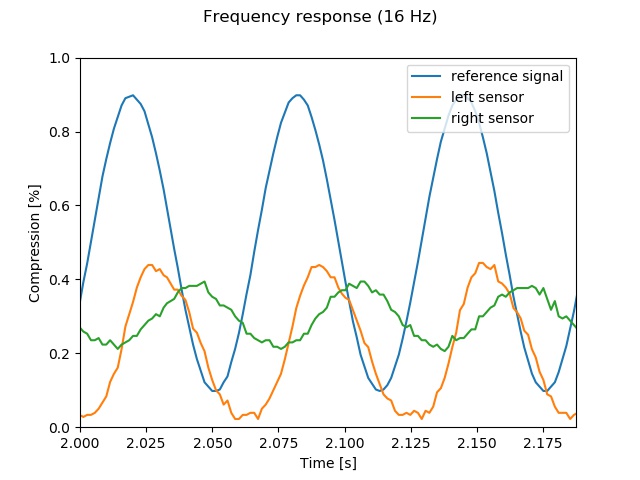 Frequency response (16 Hz)
reference signal
left sensor
right sensor
Compression [%]
1.0
0.8
0.6
0.4
0.2
0.0
2.000 2.025 2.050 2.075 2.100 2.125 2.150 2.175
Time [s]